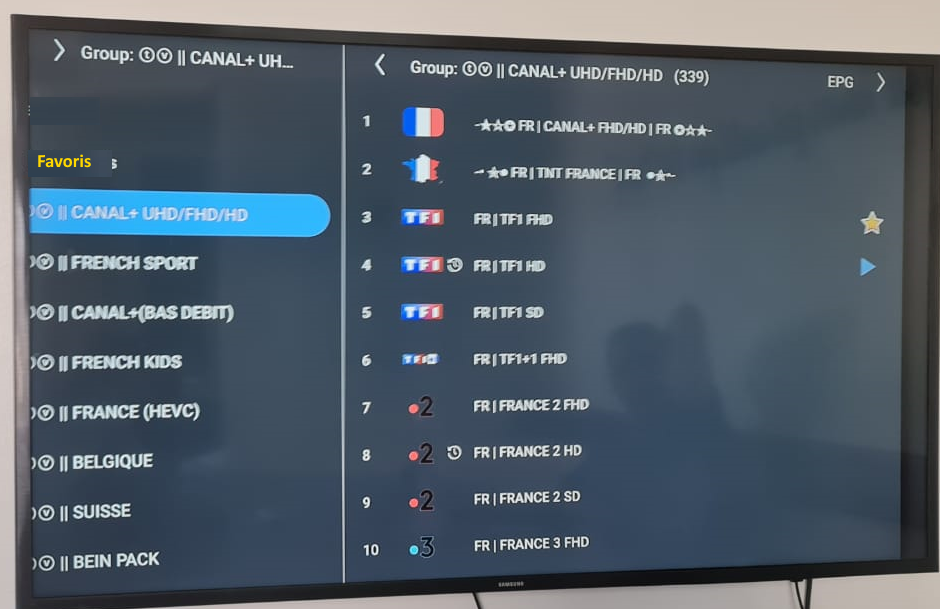 Group: ⓣⓥ || CANAL+ UH...
Favoris
ⓥ || CANAL+ UHD/FHD/HD
ⓥ || FRENCH SPORT
ⓥ || CANAL+(BAS DEBIT)
ⓥ || FRENCH KIDS
ⓥ || FRANCE (HEVC)
ⓥ || BELGIQUE
ⓥ || SUISSE
ⓥ || BEIN PACK
Group: ⓣⓥ || CANAL+ UHD/FHD/HD (339) EPG
1 FR | CANAL+ FHD/HD | FR
2 FR | TNT FRANCE | FR
3 TF1 FR | TF1 FHD
4 TF1 FR | TF1 HD
5 TF1 FR | TF1 SD
6 FR | TF1+1 FHD
7 2 FR | FRANCE 2 FHD
8 2 FR | FRANCE 2 HD
9 2 FR | FRANCE 2 SD
10 3 FR | FRANCE 3 FHD
SAMSUNG